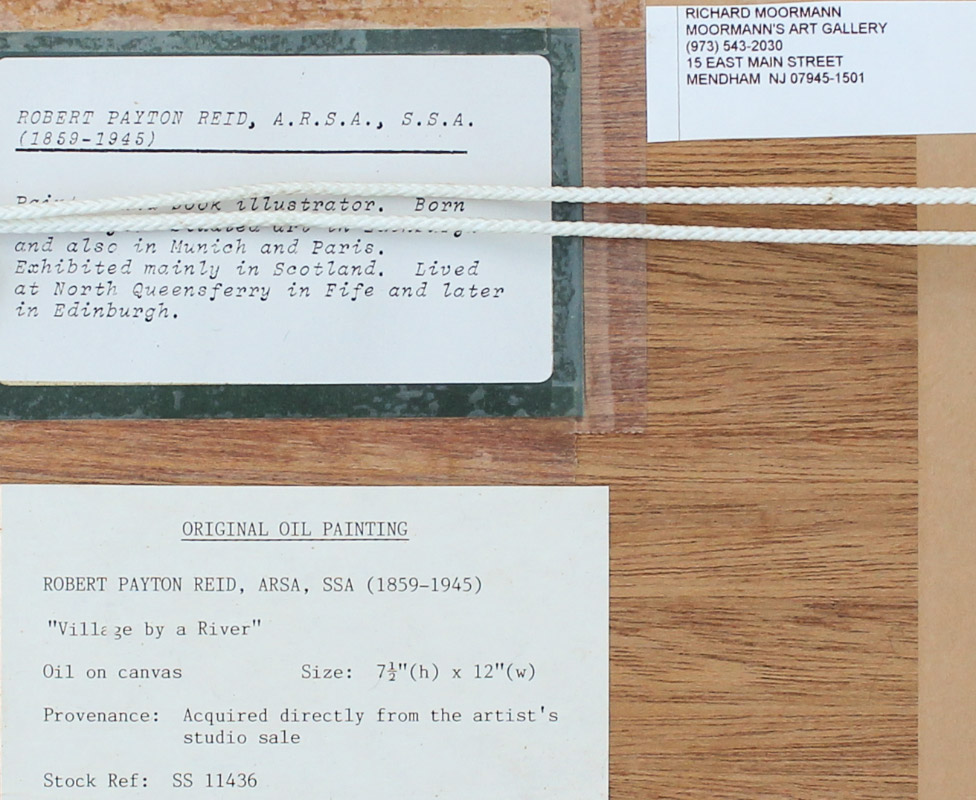 RICHARD MOORMANN
MOORMANN'S ART GALLERY
(973) 543-2030
15 EAST MAIN STREET
MENDHAM NJ 07945-1501
ROBERT PAYTON REID, A.R.S.A., S.S.A.
(1859-1945)
book illustrator. Born
and also in Munich and Paris.
Exhibited mainly in Scotland. Lived
at North Queensferry in Fife and later
in Edinburgh.
ORIGINAL OIL PAINTING
ROBERT PAYTON REID, ARSA, SSA (1859-1945)
"Village by a River"
Oil on canvas Size: 7½"(h) x 12"(w)
Provenance: Acquired directly from the artist's
studio sale
Stock Ref: SS 11436